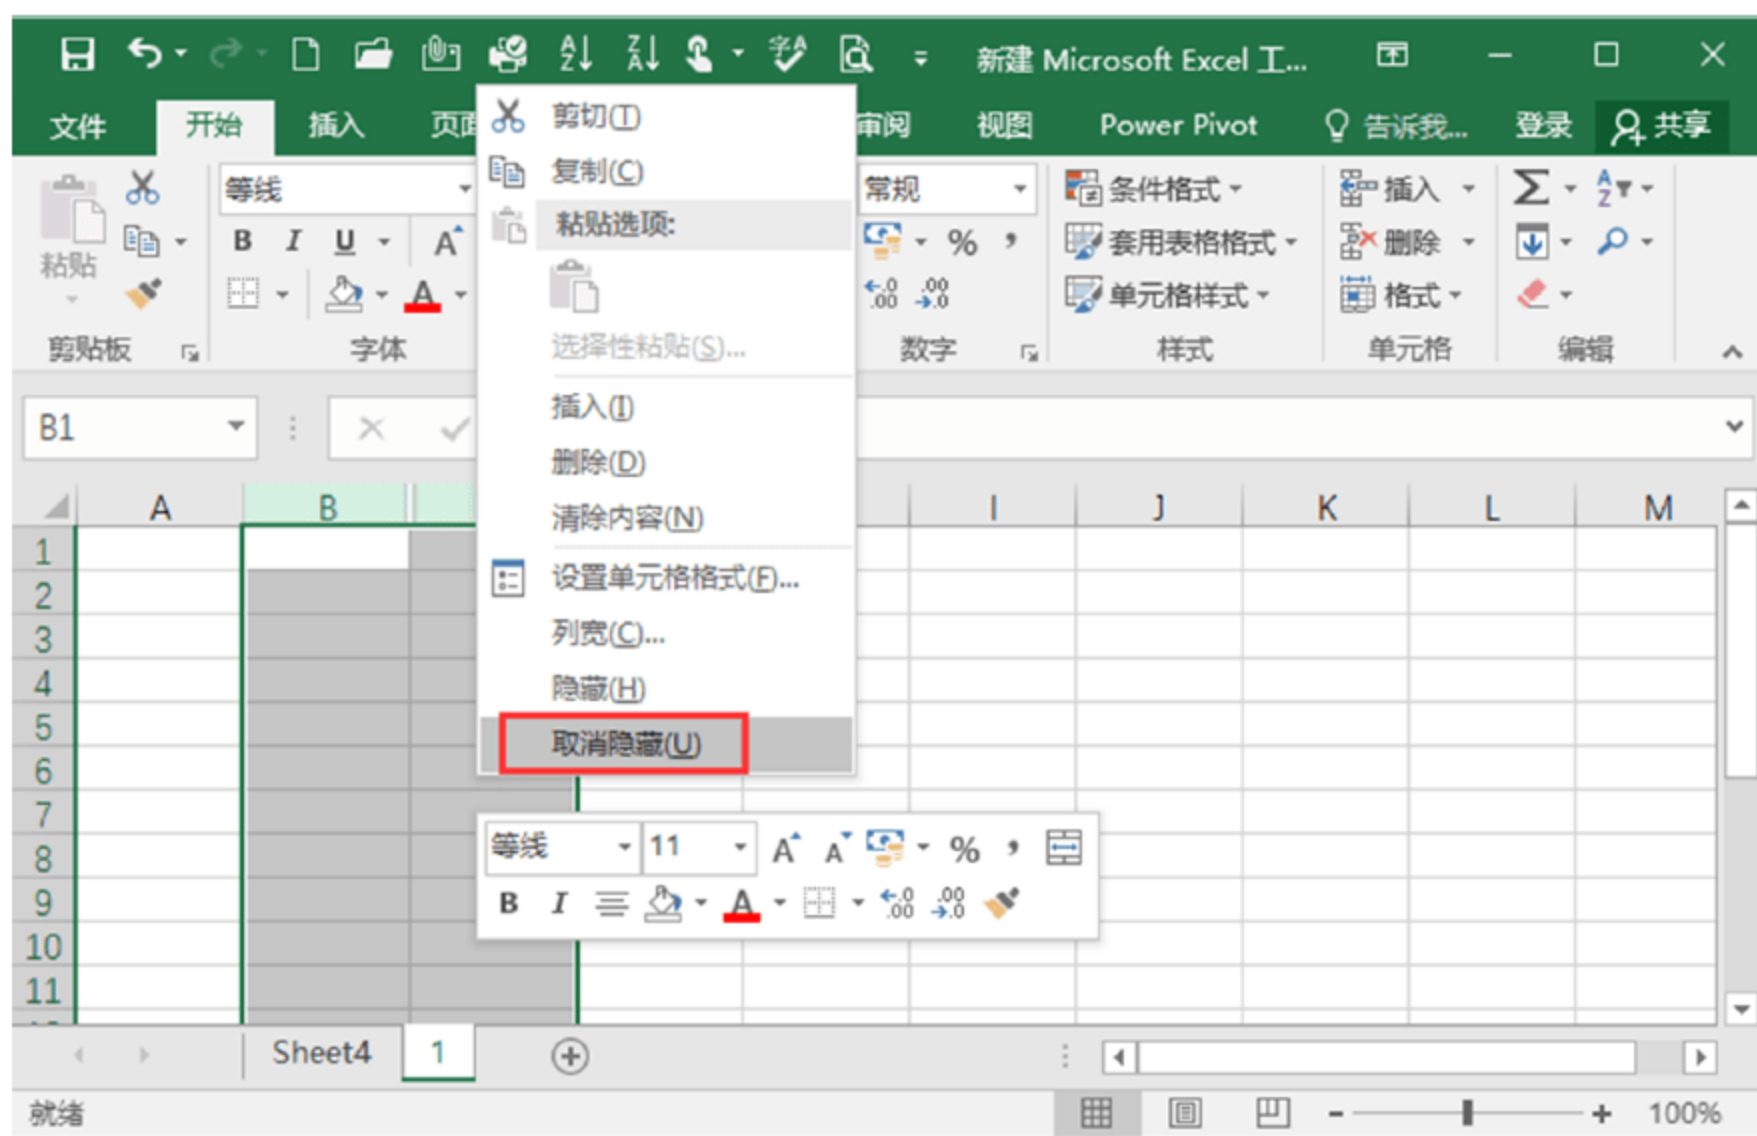 新建 Microsoft Excel 工...
文件 开始 插入 页面 审阅 视图 Power Pivot 告诉我... 登录 共享
剪切(T)
复制(C)
粘贴选项:
选择性粘贴(S)...
插入(I)
删除(D)
清除内容(N)
设置单元格格式(F)...
列宽(C)...
隐藏(H)
取消隐藏(U)
粘贴
剪贴板
等线
B I U A
A
字体
常规
% ,
数字
条件格式
套用表格格式
单元格样式
样式
插入
删除
格式
单元格
Σ
编辑
B1
A B I J K L M
1
2
3
4
5
6
7
8
9
10
11
等线 11 A A % ,
B I A
Sheet4 1
就绪 100%